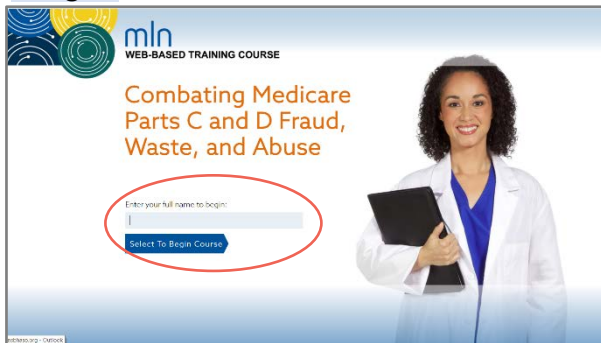 mln
WEB-BASED TRAINING COURSE
Combating Medicare
Parts C and D Fraud,
Waste, and Abuse
Enter your full name to begin:
Select To Begin Course